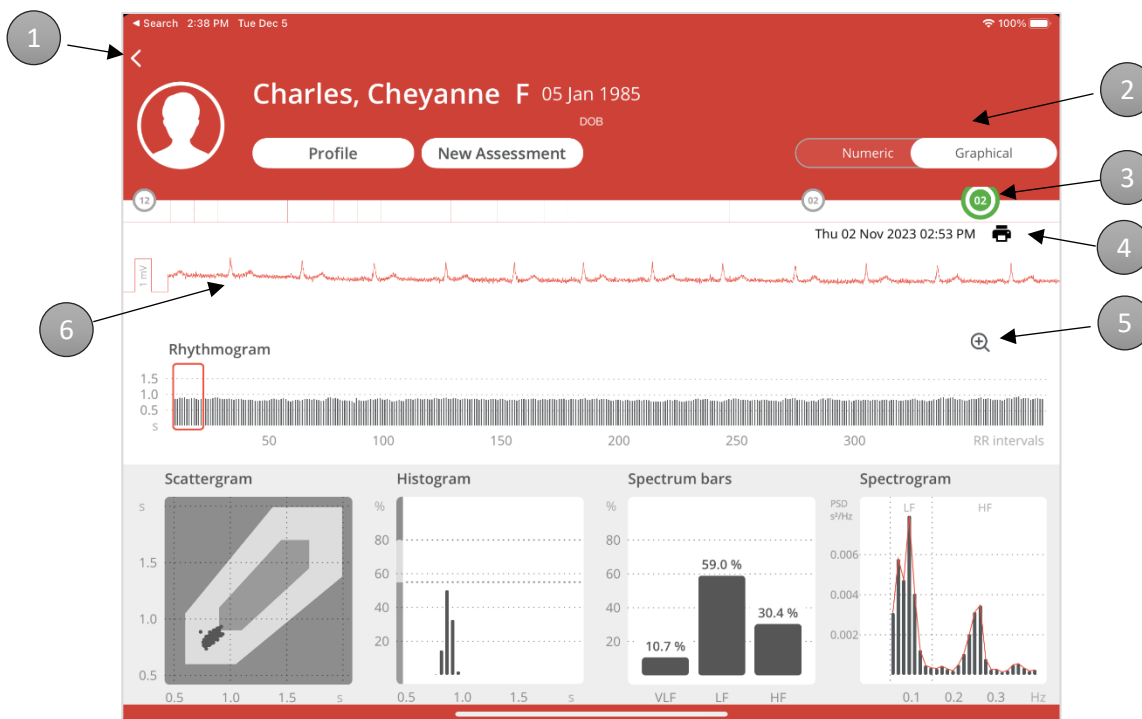 ◄ Search 2:38 PM Tue Dec 5
100%
1
Charles, Cheyanne F 05 Jan 1985
DOB
2
Profile
New Assessment
Numeric
Graphical
3
12
02
02
Thu 02 Nov 2023 02:53 PM
4
1 mV
6
5
Rhythmogram
1.5
1.0
0.5
s
50 100 150 200 250 300 RR intervals
Scattergram
s
1.5
1.0
0.5
0.5 1.0 1.5 s
Histogram
%
80
60
40
20
0.5 1.0 1.5 s
Spectrum bars
%
80
60
40
20
10.7 %
59.0 %
30.4 %
VLF LF HF
Spectrogram
PSD
s²/Hz
LF HF
0.006
0.004
0.002
0.1 0.2 0.3 Hz